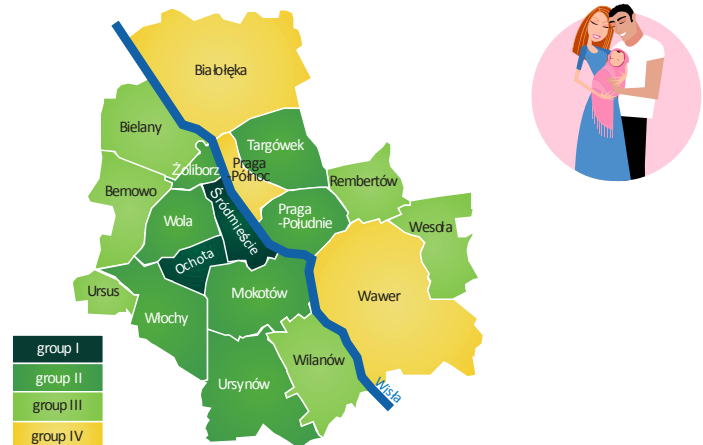 Białołęka
Bielany
Targówek
Żoliborz
Praga
-Północ
Bemowo
Rembertów
Śródmieście
Wola
Praga
-Południe
Wesoła
Ochota
Ursus
Mokotów
Wawer
Włochy
Wilanów
Ursynów
Wisła
group I
group II
group III
group IV